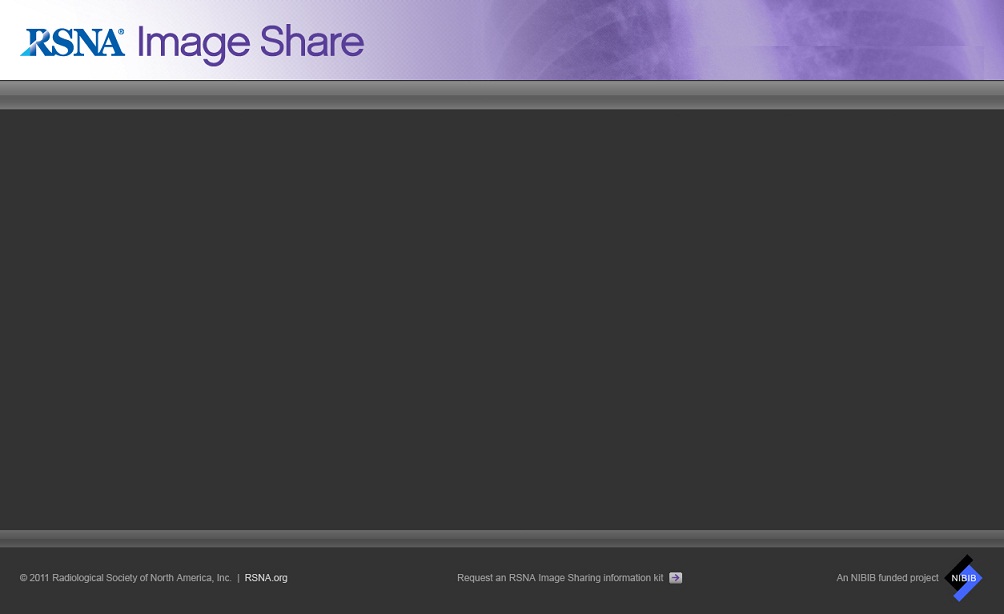 RSNA® Image Share
© 2011 Radiological Society of North America, Inc. | RSNA.org
Request an RSNA Image Sharing information kit
An NIBIB funded project
NIBIB